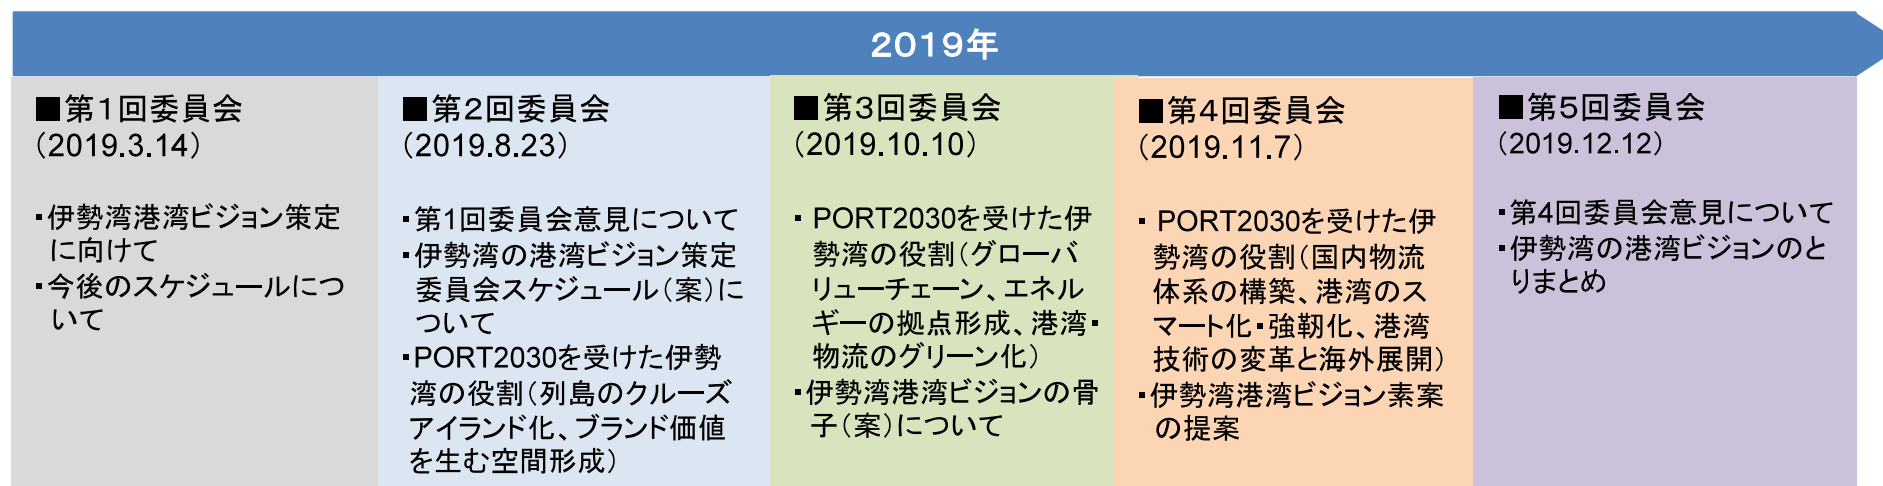 2019年
■第1回委員会
(2019.3.14)
▪伊勢湾港湾ビジョン策定
に向けて
▪今後のスケジュールにつ
いて
■第2回委員会
(2019.8.23)
▪第1回委員会意見について
▪伊勢湾の港湾ビジョン策定
委員会スケジュール(案)に
ついて
▪PORT2030を受けた伊勢
湾の役割(列島のクルーズ
アイランド化、ブランド価値
を生む空間形成)
■第3回委員会
(2019.10.10)
▪ PORT2030を受けた伊
勢湾の役割(グローバ
リューチェーン、エネル
ギーの拠点形成、港湾▪
物流のグリーン化)
▪伊勢湾港湾ビジョンの骨
子(案)について
■第4回委員会
(2019.11.7)
▪ PORT2030を受けた伊
勢湾の役割(国内物流
体系の構築、港湾のス
マート化▪強靭化、港湾
技術の変革と海外展開)
▪伊勢湾港湾ビジョン素案
の提案
■第5回委員会
(2019.12.12)
▪第4回委員会意見について
▪伊勢湾の港湾ビジョンのと
りまとめ